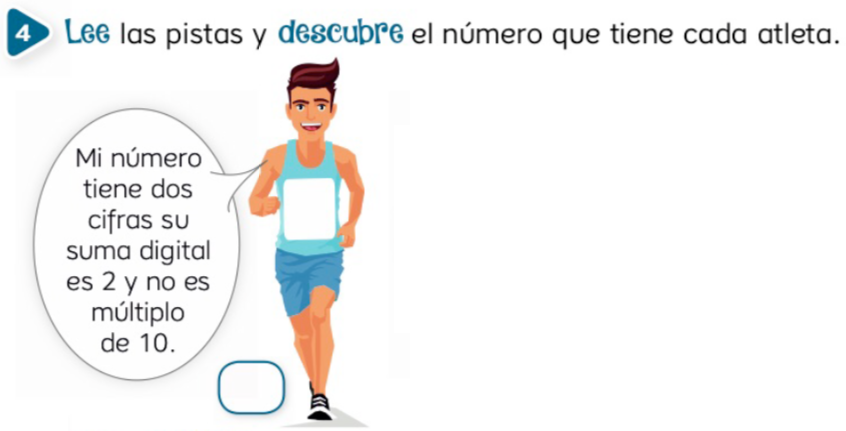 4 Lee las pistas y descubre el número que tiene cada atleta.
Mi número
tiene dos
cifras su
suma digital
es 2 y no es
múltiplo
de 10.